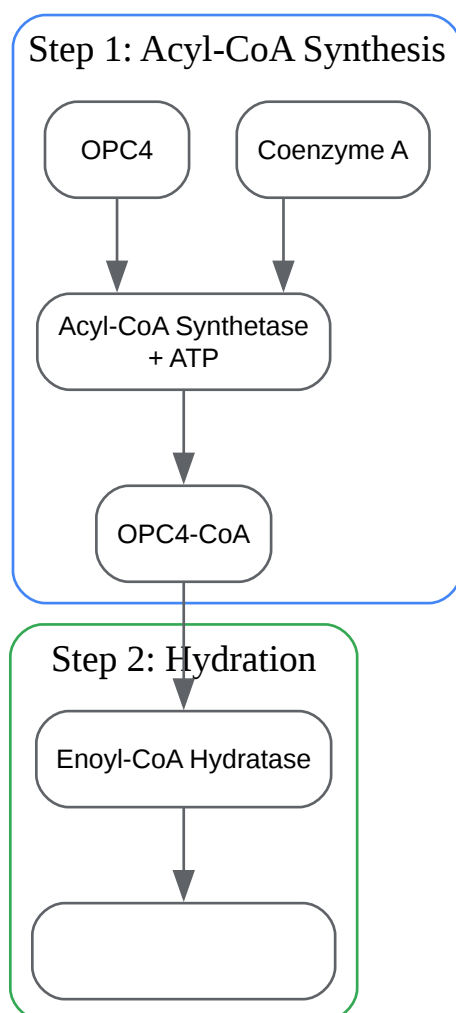 Step 1: Acyl-CoA Synthesis
OPC4
Coenzyme A
Acyl-CoA Synthetase
+ ATP
OPC4-CoA
Step 2: Hydration
Enoyl-CoA Hydratase